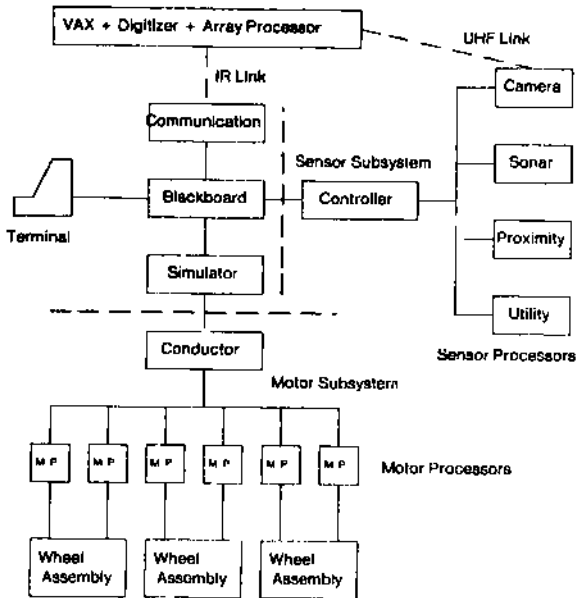 VAX + Digitizer + Array Processor
UHF Link
IR Link
Camera
Communication
Sensor Subsystem
Sonar
Blackboard
Controller
Terminal
Proximity
Simulator
Utility
Conductor
Sensor Processors
Motor Subsystem
M P M P M P M P M P M P
Motor Processors
Wheel
Assembly
Wheel
Assembly
Wheel
Assembly